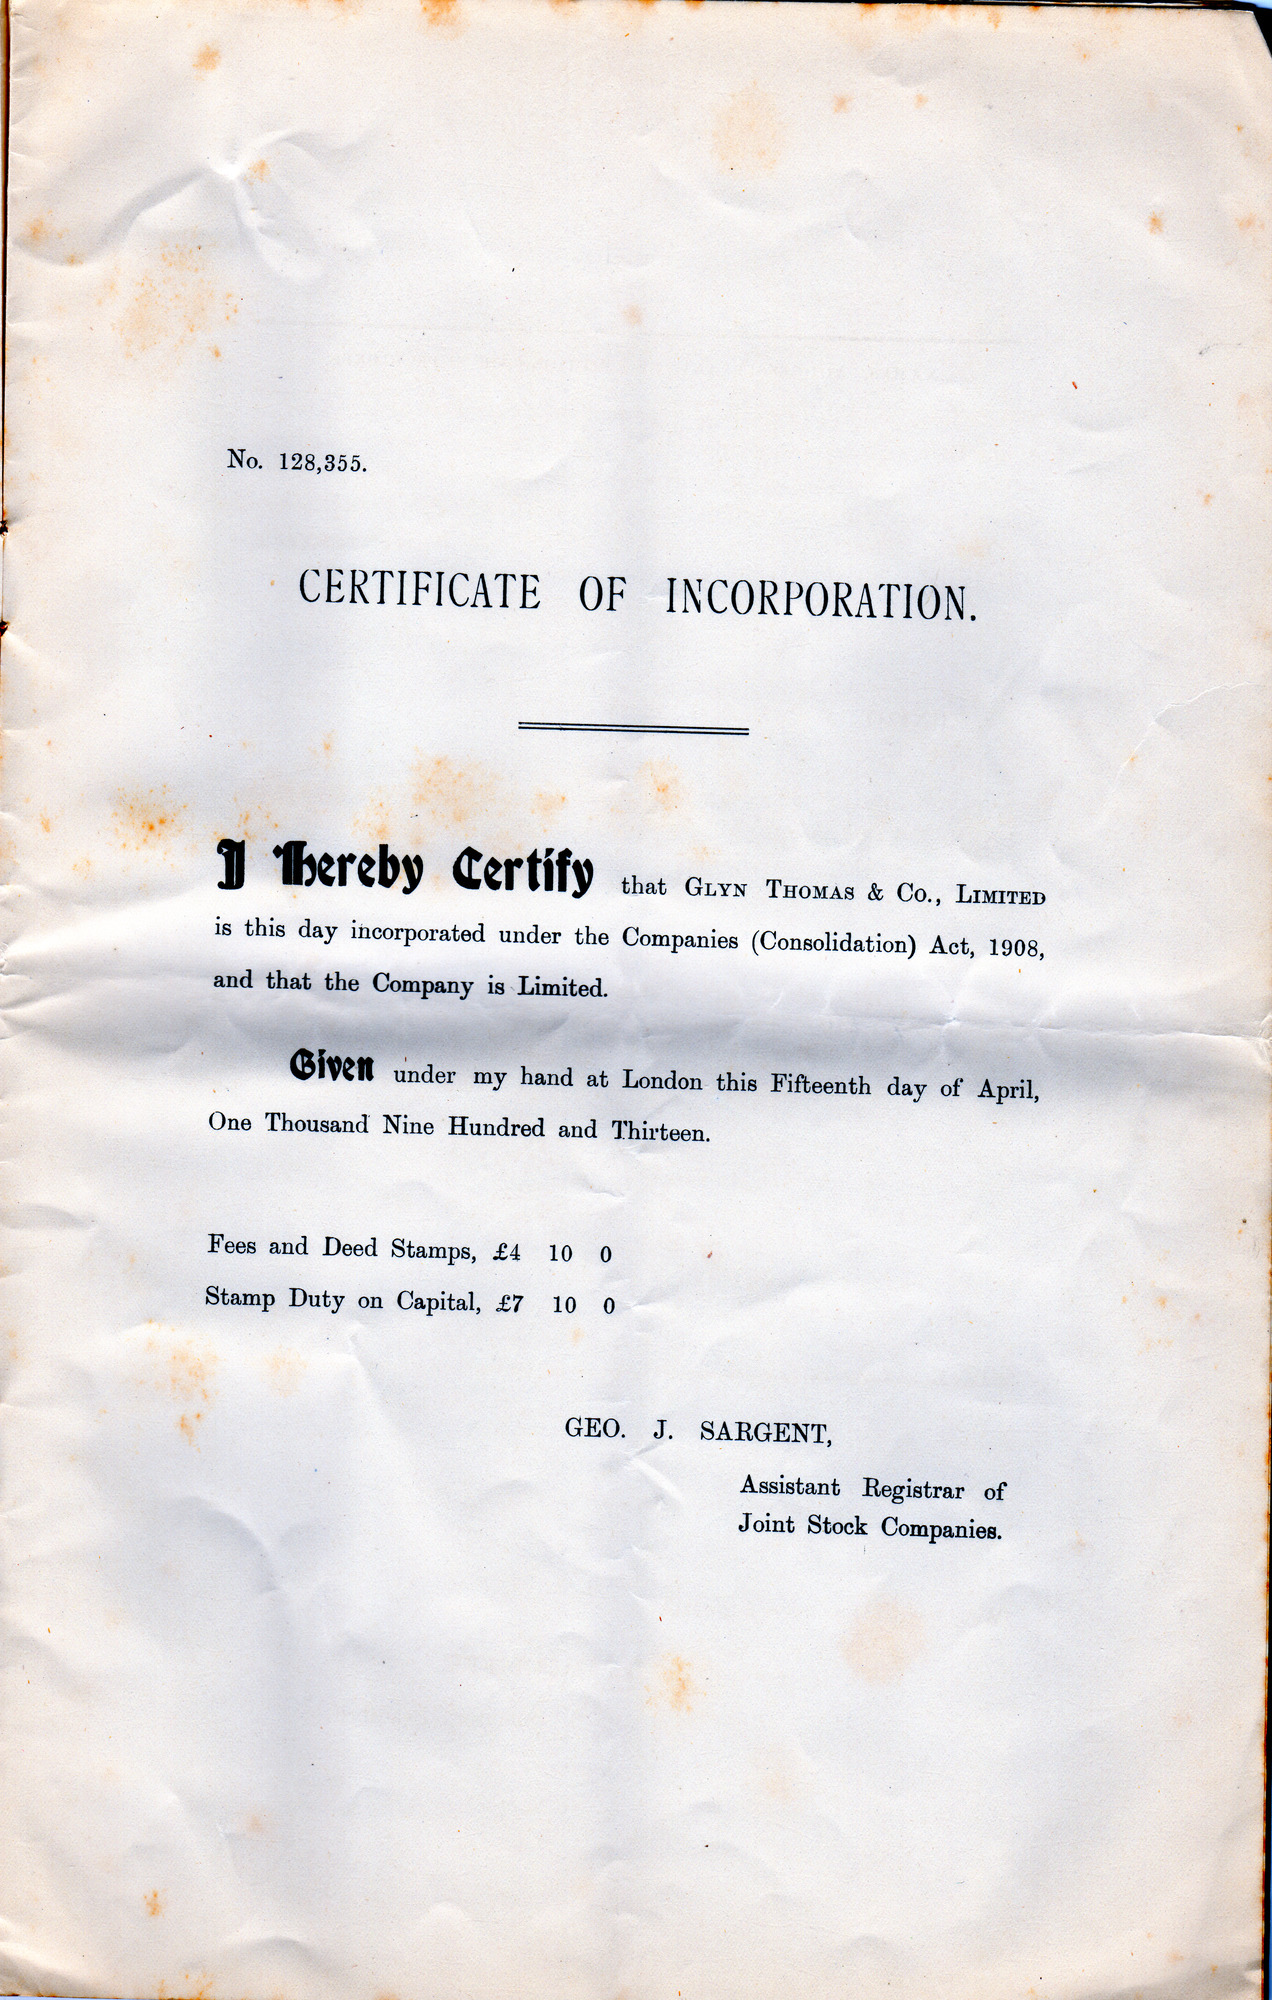 No. 128,355.
CERTIFICATE OF INCORPORATION.
I Hereby Certify that GLYN THOMAS & CO., LIMITED
is this day incorporated under the Companies (Consolidation) Act, 1908,
and that the Company is Limited.
Given under my hand at London this Fifteenth day of April,
One Thousand Nine Hundred and Thirteen.
Fees and Deed Stamps, £4 10 0
Stamp Duty on Capital, £7 10 0
GEO. J. SARGENT,
Assistant Registrar of
Joint Stock Companies.